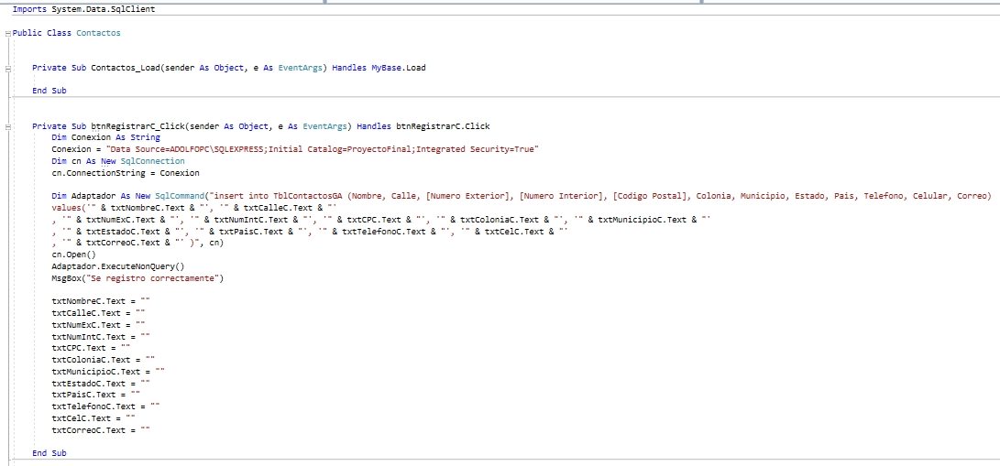 Imports System.Data.SqlClient
Public Class Contactos
Private Sub Contactos_Load(sender As Object, e As EventArgs) Handles MyBase.Load
End Sub
Private Sub btnRegistrarC_Click(sender As Object, e As EventArgs) Handles btnRegistrarC.Click
Dim Conexion As String
Conexion = "Data Source=ADOLFOPC\SQLEXPRESS;Initial Catalog=ProyectoFinal;Integrated Security=True"
Dim cn As New SqlConnection
cn.ConnectionString = Conexion
Dim Adaptador As New SqlCommand("insert into TblContactosGA (Nombre, Calle, [Numero Exterior], [Numero Interior], [Codigo Postal], Colonia, Municipio, Estado, Pais, Telefono, Celular, Correo)
values('" & txtNombreC.Text & "', '" & txtCalleC.Text & "'
, '" & txtNumExC.Text & "', '" & txtNumIntC.Text & "', '" & txtCPC.Text & "', '" & txtColoniaC.Text & "', '" & txtMunicipioC.Text & "'
, '" & txtEstadoC.Text & "', '" & txtPaisC.Text & "', '" & txtTelefonoC.Text & "', '" & txtCelC.Text & "'
, '" & txtCorreoC.Text & "' )", cn)
cn.Open()
Adaptador.ExecuteNonQuery()
MsgBox("Se registro correctamente")
txtNombreC.Text = ""
txtCalleC.Text = ""
txtNumExC.Text = ""
txtNumIntC.Text = ""
txtCPC.Text = ""
txtColoniaC.Text = ""
txtMunicipioC.Text = ""
txtEstadoC.Text = ""
txtPaisC.Text = ""
txtTelefonoC.Text = ""
txtCelC.Text = ""
txtCorreoC.Text = ""
End Sub